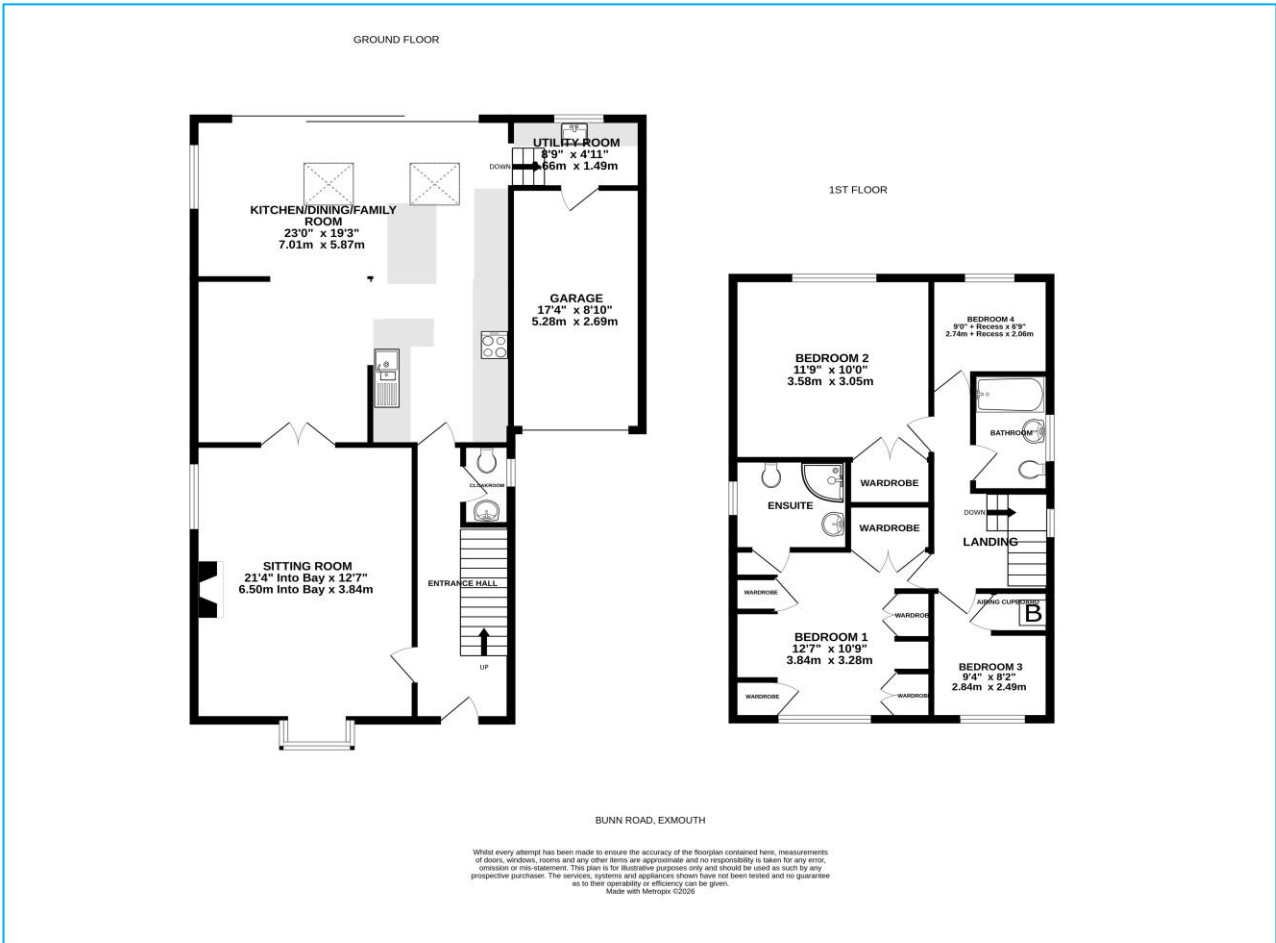 GROUND FLOOR
KITCHEN/DINING/FAMILY
ROOM
23'0" x 19'3"
7.01m x 5.87m
DOWN
UTILITY ROOM
8'9" x 4'11"
66m x 1.49m
GARAGE
17'4" x 8'10"
5.28m x 2.69m
CLOAKROOM
SITTING ROOM
21'4" Into Bay x 12'7"
6.50m Into Bay x 3.84m
ENTRANCE HALL
UP
1ST FLOOR
BEDROOM 2
11'9" x 10'0"
3.58m x 3.05m
BEDROOM 4
9'0" + Recess x 6'9"
2.74m + Recess x 2.06m
BATHROOM
WARDROBE
ENSUITE
WARDROBE
DOWN
LANDING
WARDROBE
AIRING CUPBOARD
B
WARDROBE
BEDROOM 1
12'7" x 10'9"
3.84m x 3.28m
BEDROOM 3
9'4" x 8'2"
2.84m x 2.49m
WARDROBE
WARDROBE
BUNN ROAD, EXMOUTH
Whilst every attempt has been made to ensure the accuracy of the floorplan contained here, measurements
of doors, windows, rooms and any other items are approximate and no responsibility is taken for any error,
omission or mis-statement. This plan is for illustrative purposes only and should be used as such by any
prospective purchaser. The services, systems and appliances shown have not been tested and no guarantee
as to their operability or efficiency can be given.
Made with Metropix ©2026